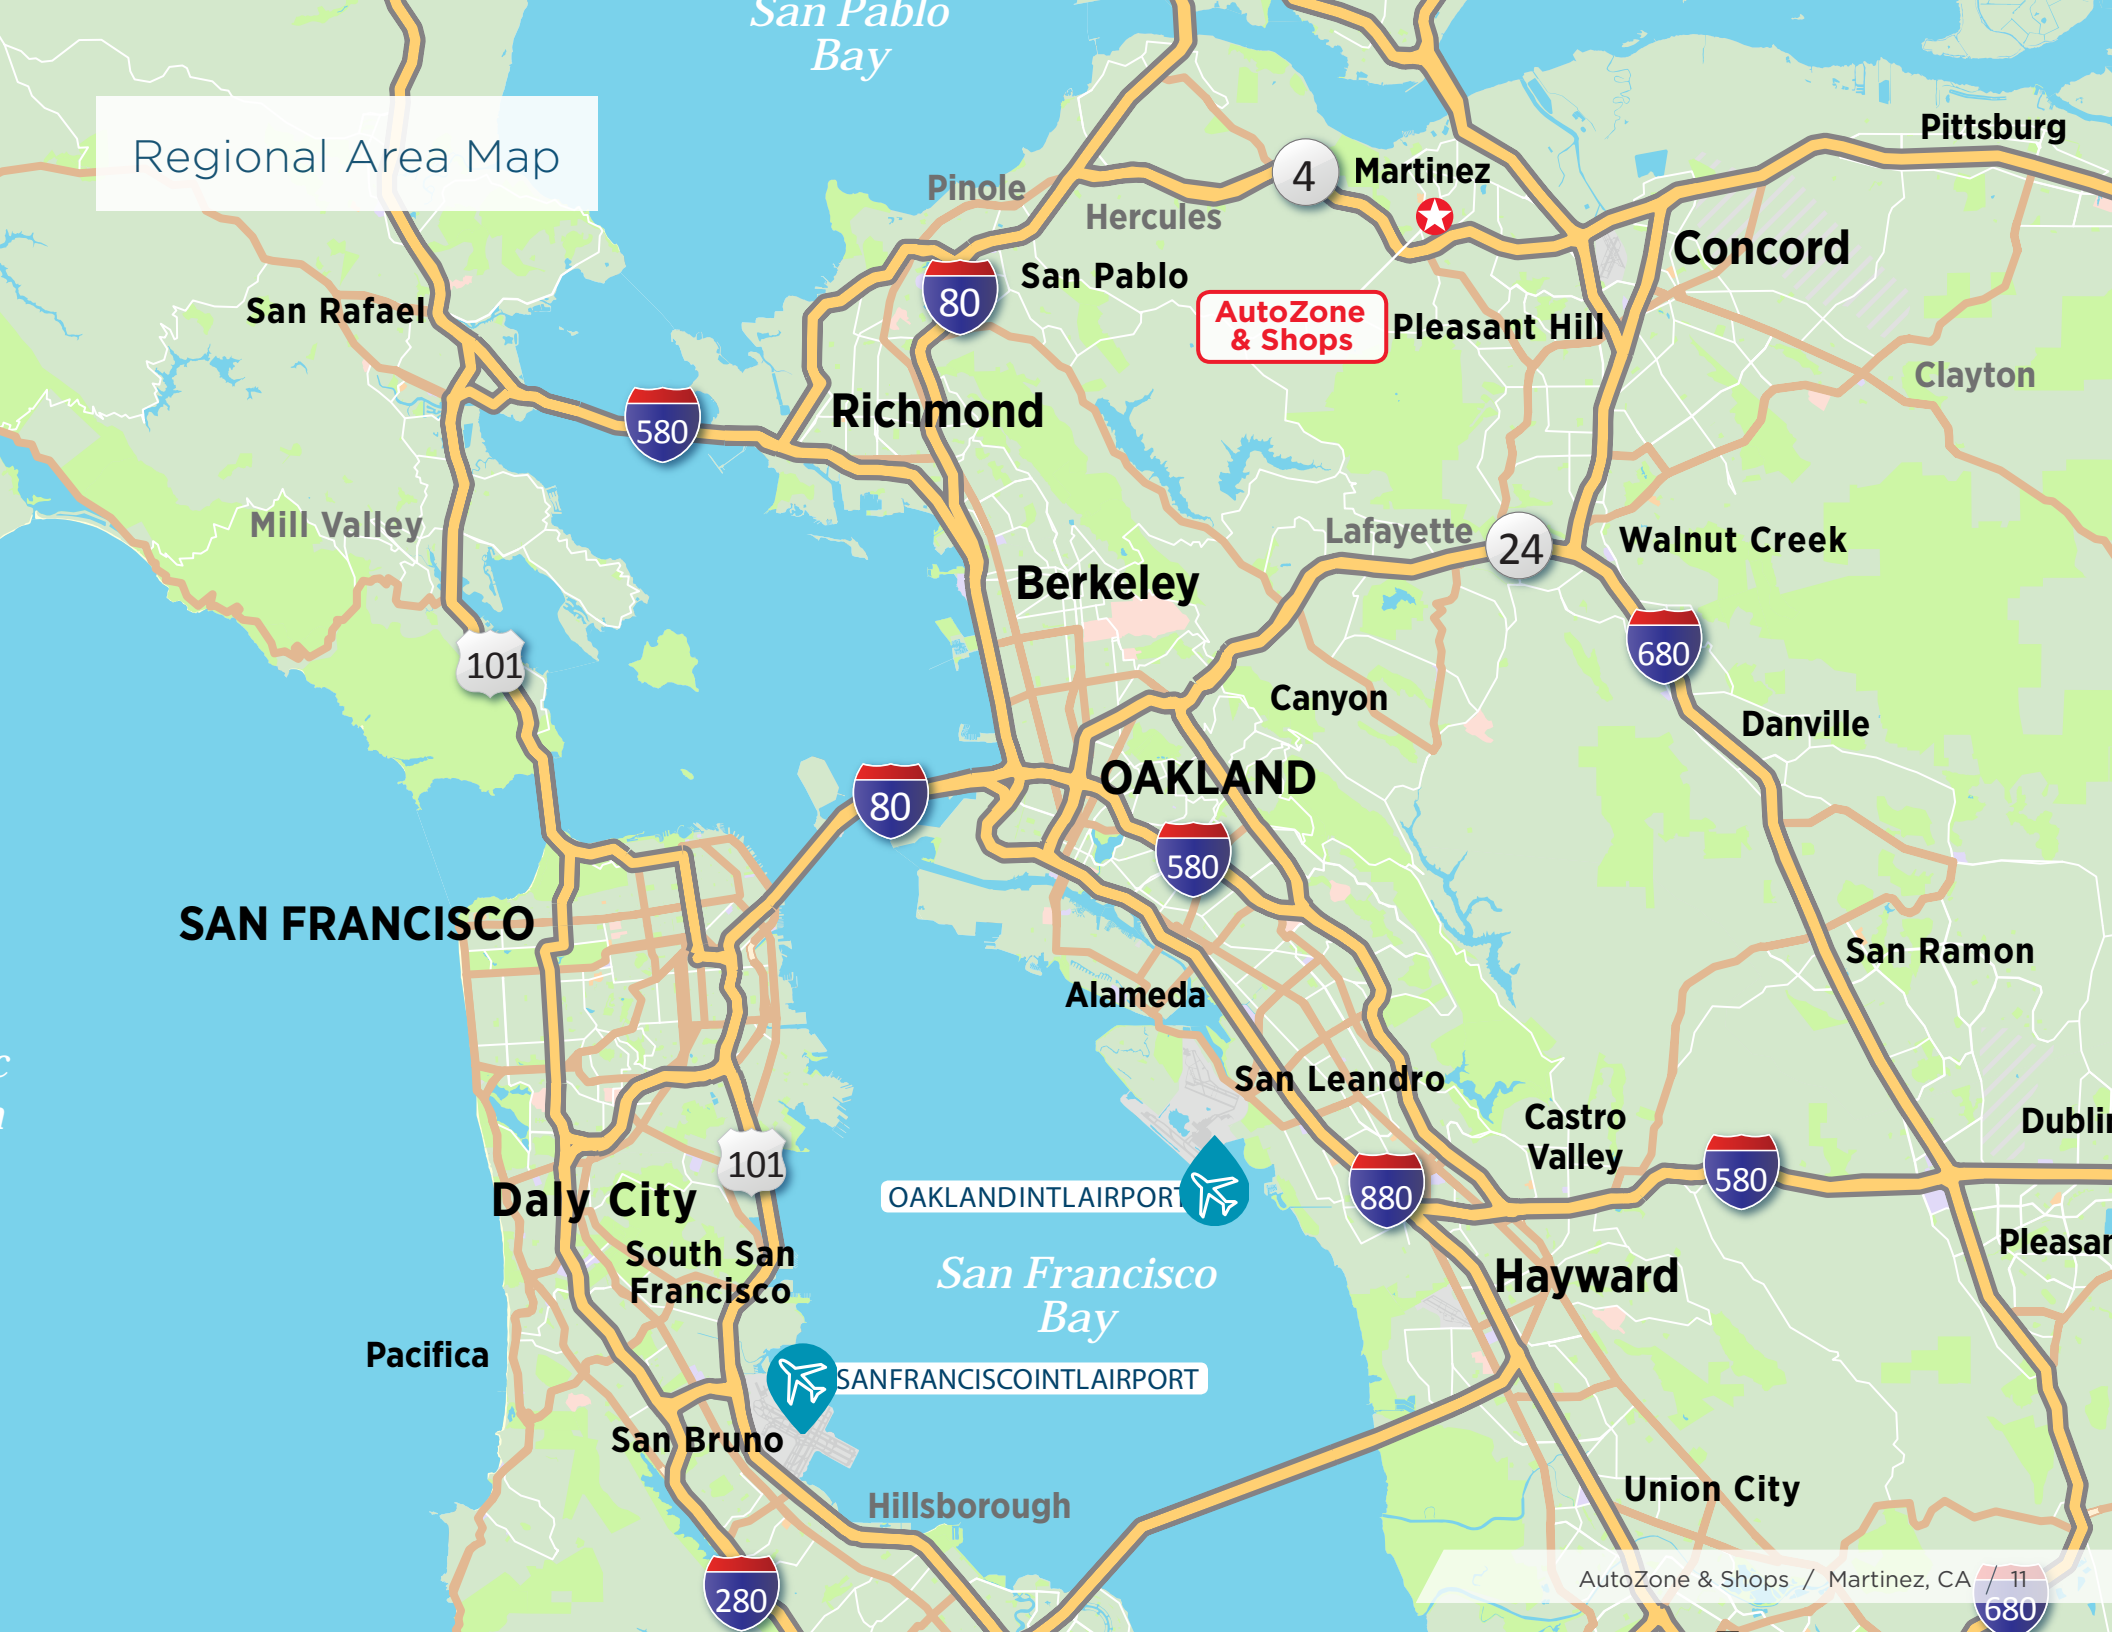 San Pablo
Bay
Regional Area Map
Pittsburg
4
Martinez
Pinole
Hercules
Concord
San Pablo
80
San Rafael
AutoZone
& Shops
Pleasant Hill
Clayton
Richmond
580
Mill Valley
Lafayette
24
Walnut Creek
Berkeley
101
680
Canyon
Danville
OAKLAND
80
580
SAN FRANCISCO
San Ramon
Alameda
San Leandro
Castro
Valley
Dublin
101
580
880
OAKLANDINTLAIRPORT
Daly City
South San
Francisco
Pleasan
San Francisco
Bay
Hayward
Pacifica
SANFRANCISCOINTLAIRPORT
San Bruno
Union City
Hillsborough
280
AutoZone & Shops / Martinez, CA / 11
680